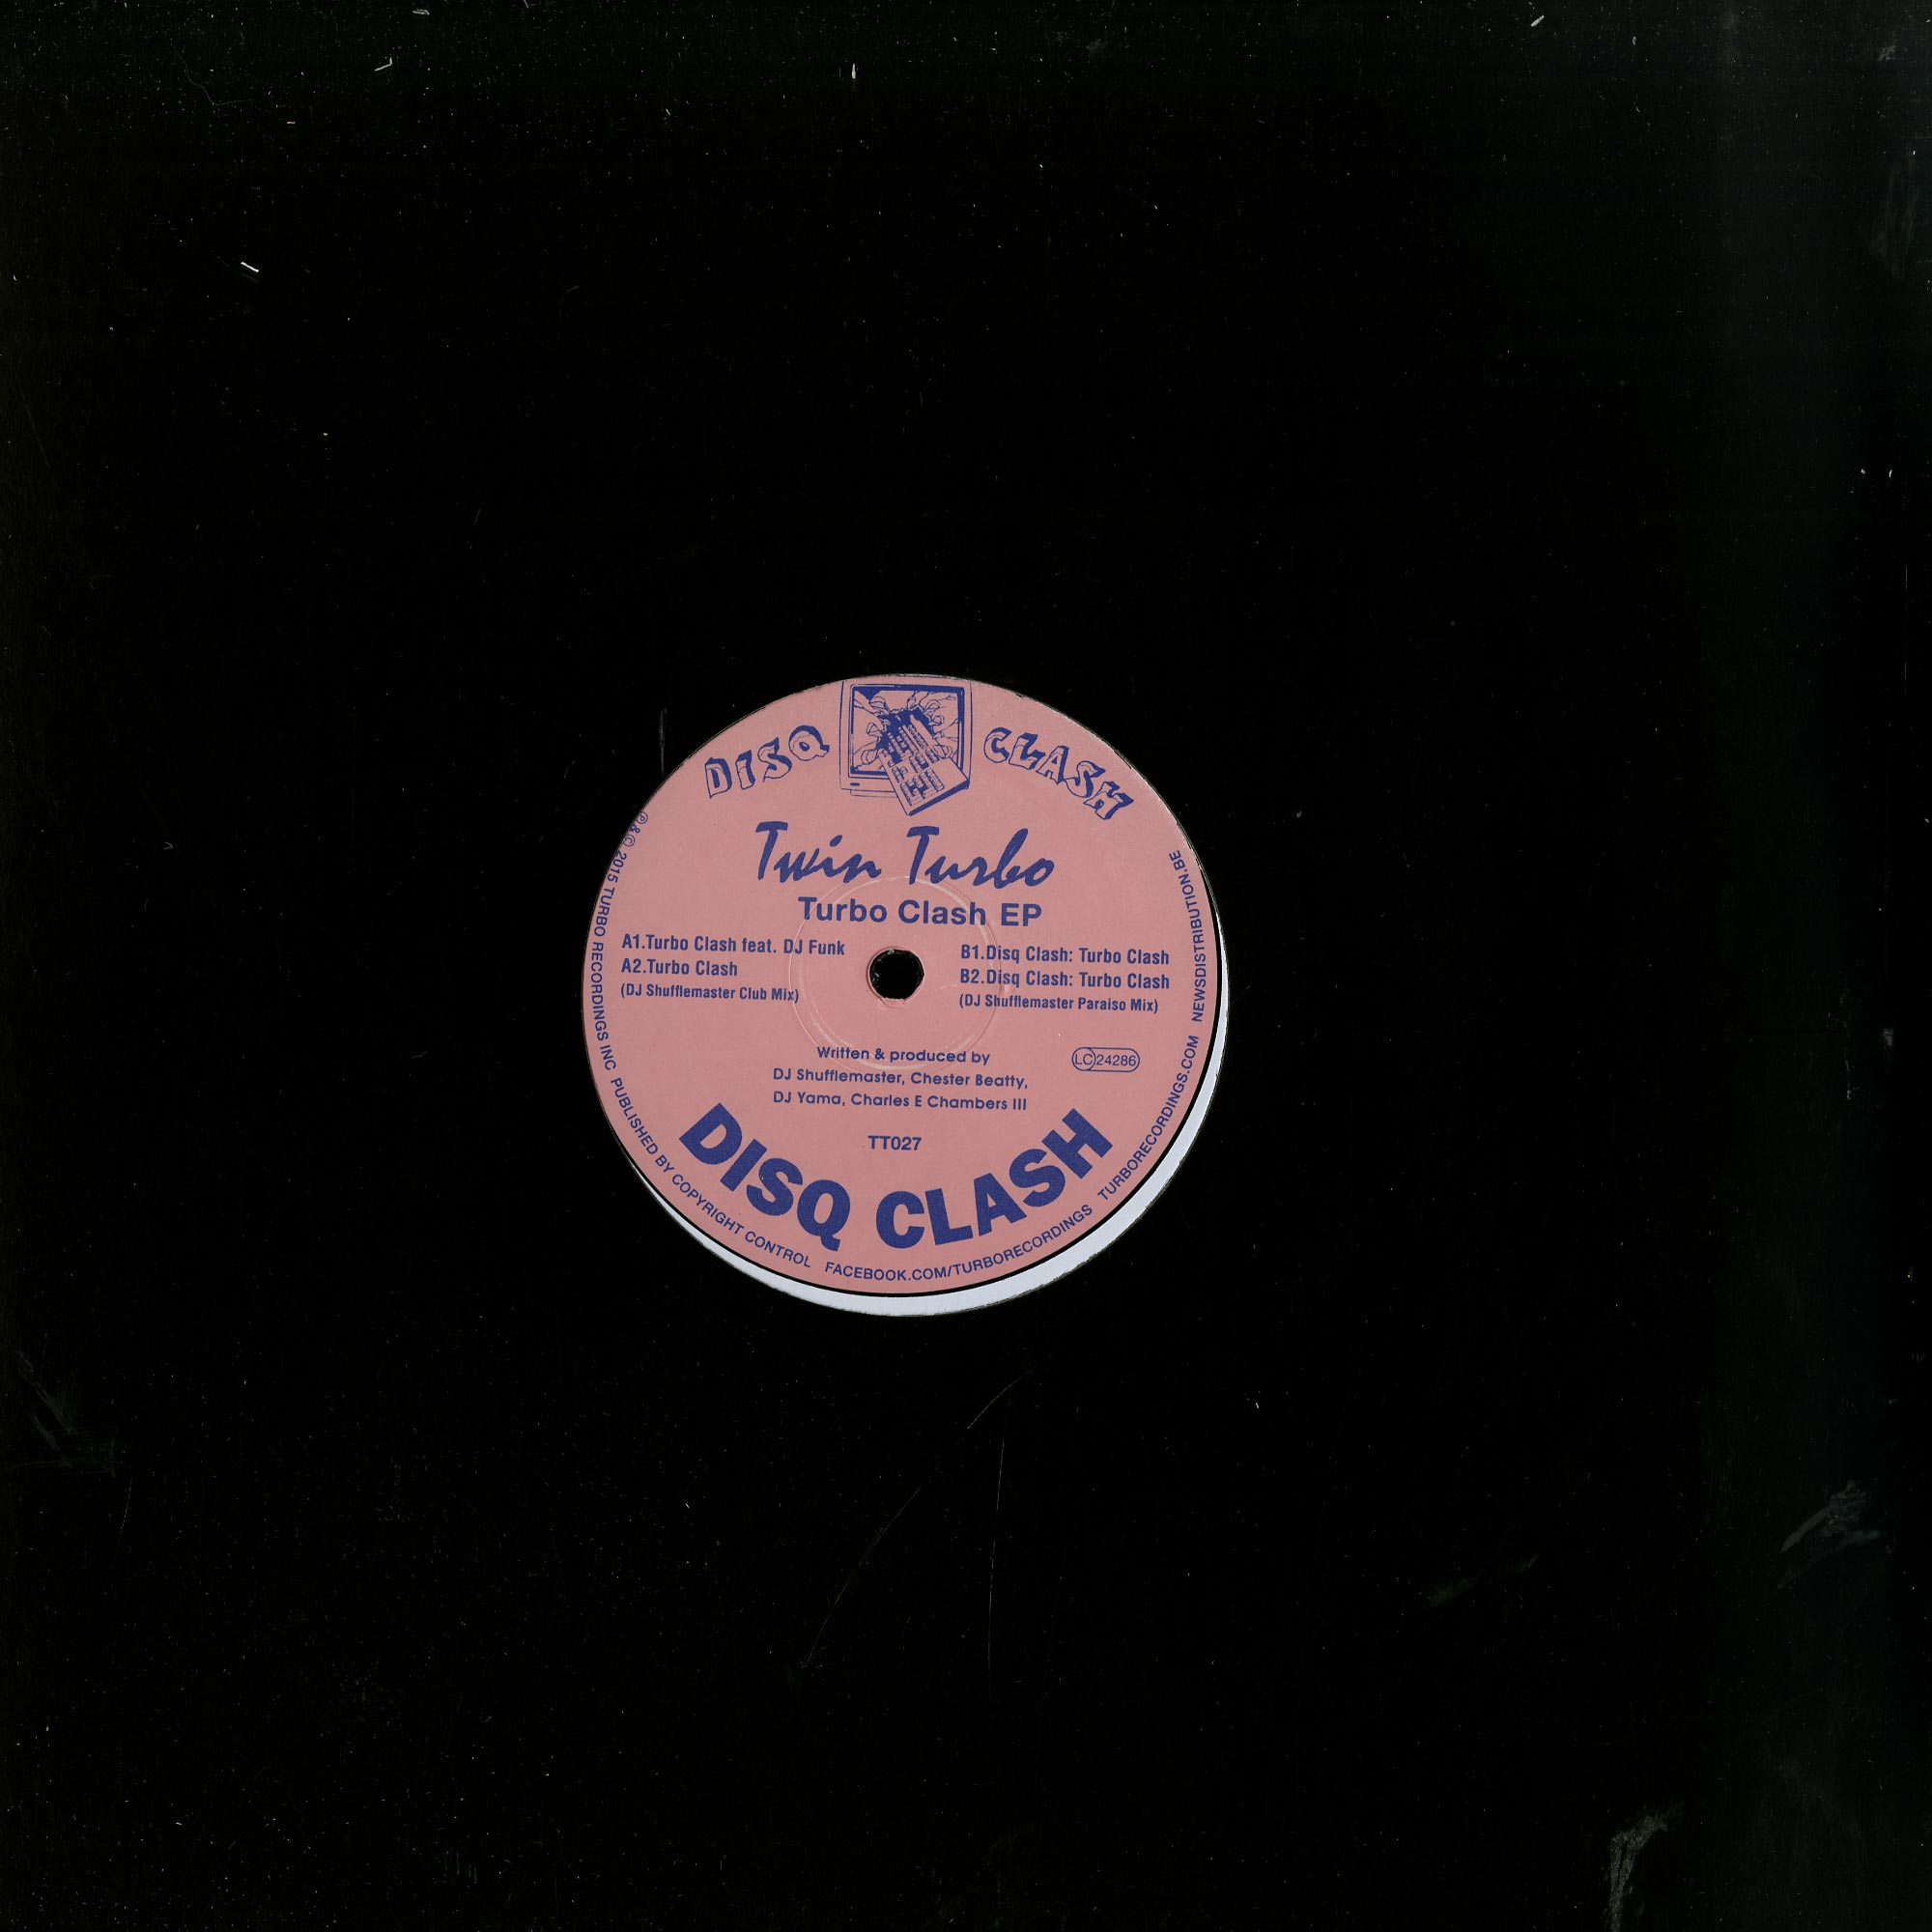 DISQ CLASH
Twin Turbo
Turbo Clash EP
A1.Turbo Clash feat. DJ Funk
A2.Turbo Clash
(DJ Shufflemaster Club Mix)
B1.Disq Clash: Turbo Clash
B2.Disq Clash: Turbo Clash
(DJ Shufflemaster Paraiso Mix)
Written & produced by
DJ Shufflemaster, Chester Beatty,
DJ Yama, Charles E Chambers III
LC 24286
TT027
DISQ CLASH
℗&© 2015 TURBO RECORDINGS INC PUBLISHED BY COPYRIGHT CONTROL FACEBOOK.COM/TURBORECORDINGS TURBORECORDINGS.COM NEWSDISTRIBUTION.BE